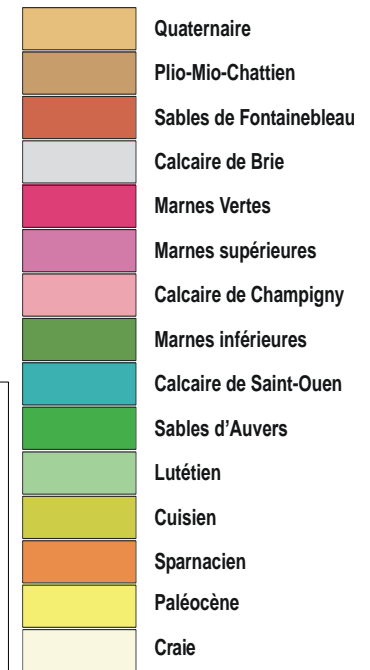 Quaternaire
Plio-Mio-Chattien
Sables de Fontainebleau
Calcaire de Brie
Marnes Vertes
Marnes supérieures
Calcaire de Champigny
Marnes inférieures
Calcaire de Saint-Ouen
Sables d'Auvers
Lutétien
Cuisien
Sparnacien
Paléocène
Craie